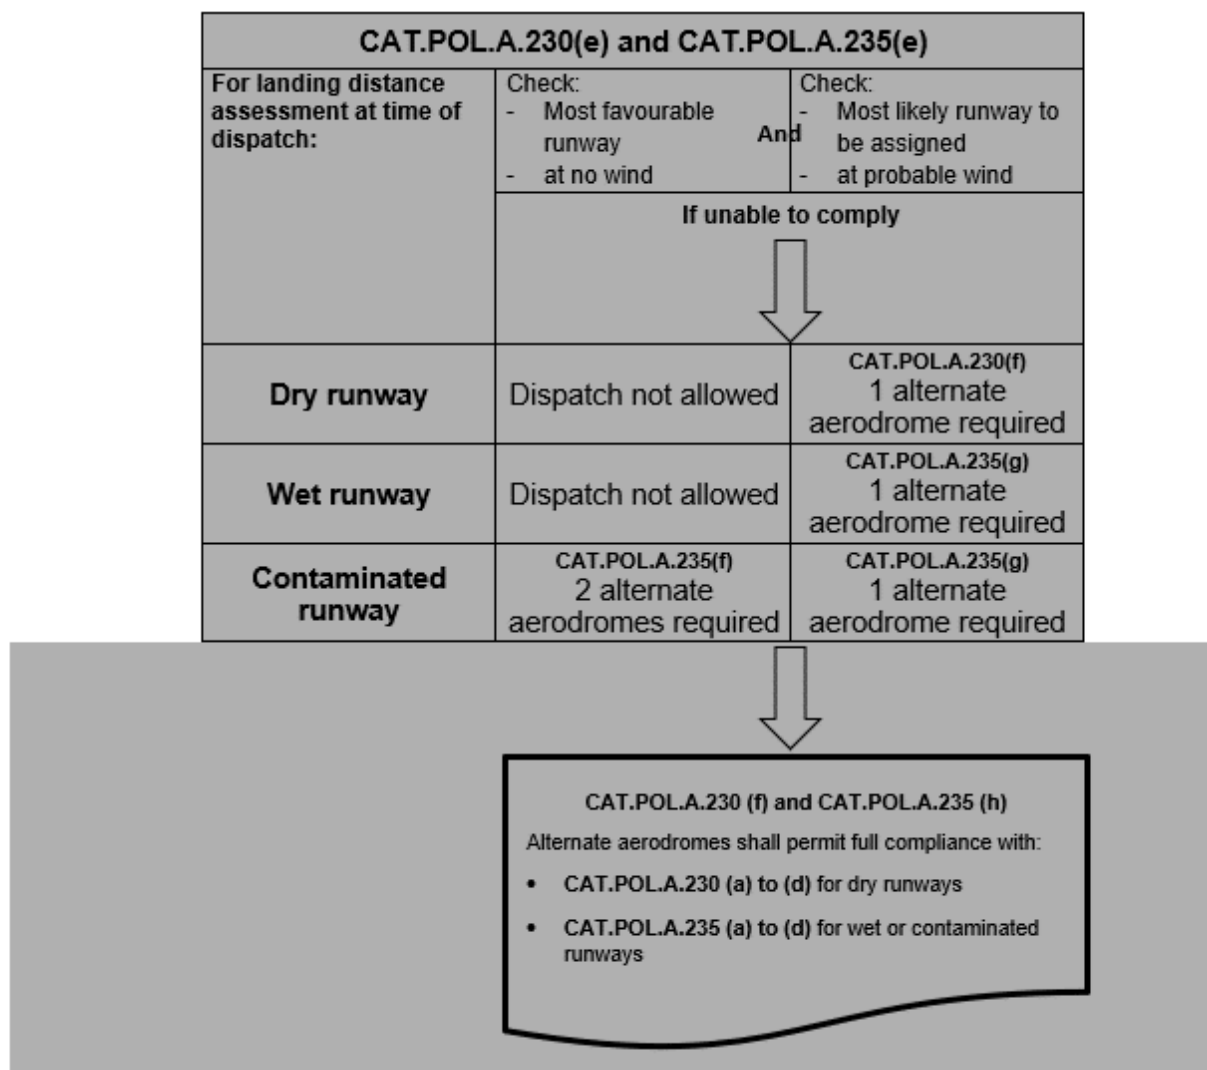 CAT.POL.A.230(e) and CAT.POL.A.235(e)
For landing distance
assessment at time of
dispatch:
Check:
- Most favourable
runway
- at no wind
And
Check:
- Most likely runway to
be assigned
- at probable wind
If unable to comply
Dry runway
Dispatch not allowed
CAT.POL.A.230(f)
1 alternate
aerodrome required
Wet runway
Dispatch not allowed
CAT.POL.A.235(g)
1 alternate
aerodrome required
Contaminated
runway
CAT.POL.A.235(f)
2 alternate
aerodromes required
CAT.POL.A.235(g)
1 alternate
aerodrome required
CAT.POL.A.230 (f) and CAT.POL.A.235 (h)
Alternate aerodromes shall permit full compliance with:
• CAT.POL.A.230 (a) to (d) for dry runways
• CAT.POL.A.235 (a) to (d) for wet or contaminated
runways